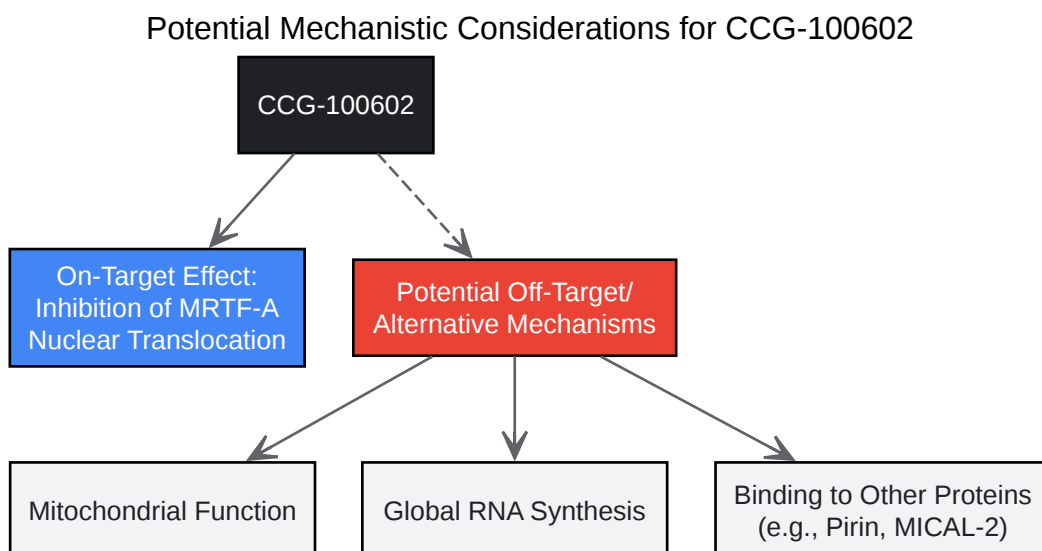 Potential Mechanistic Considerations for CCG-100602
CCG-100602
On-Target Effect:
Inhibition of MRTF-A
Nuclear Translocation
Potential Off-Target/
Alternative Mechanisms
Mitochondrial Function
Global RNA Synthesis
Binding to Other Proteins
(e.g., Pirin, MICAL-2)